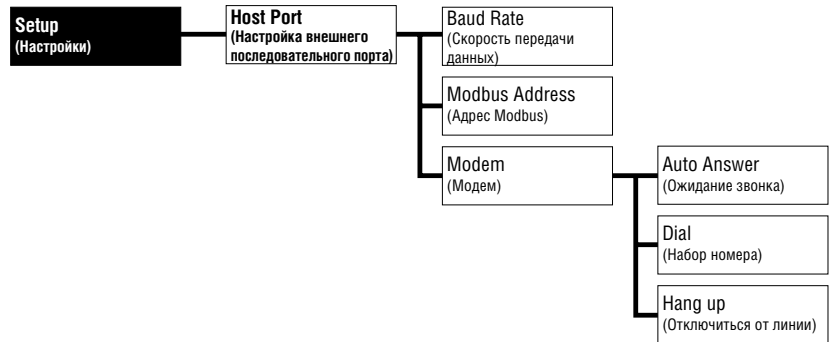 Setup
(Настройки)
Host Port
(Настройка внешнего
последовательного порта)
Baud Rate
(Скорость передачи
данных)
Modbus Address
(Адрес Modbus)
Modem
(Модем)
Auto Answer
(Ожидание звонка)
Dial
(Набор номера)
Hang up
(Отключиться от линии)